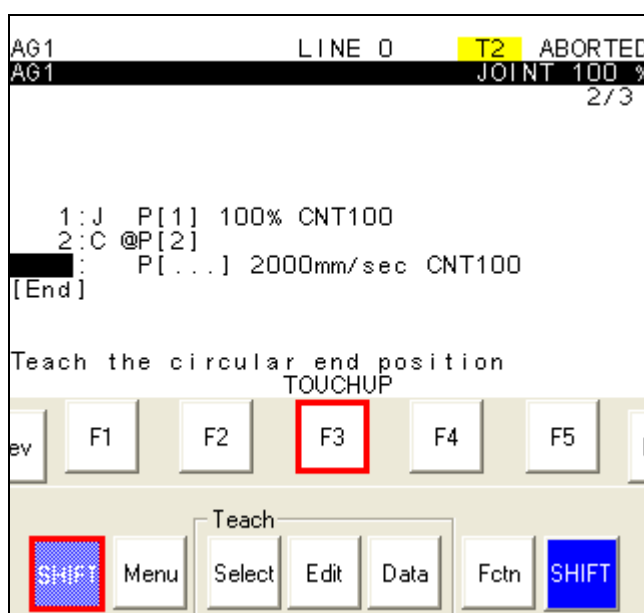 AG1 LINE 0 T2 ABORTED
AG1 JOINT 100 %
2/3
1:J P[1] 100% CNT100
2:C @P[2]
: P[...] 2000mm/sec CNT100
[End]
Teach the circular end position
TOUCHUP
ev F1 F2 F3 F4 F5
Teach
SHIFT Menu Select Edit Data Fctn SHIFT